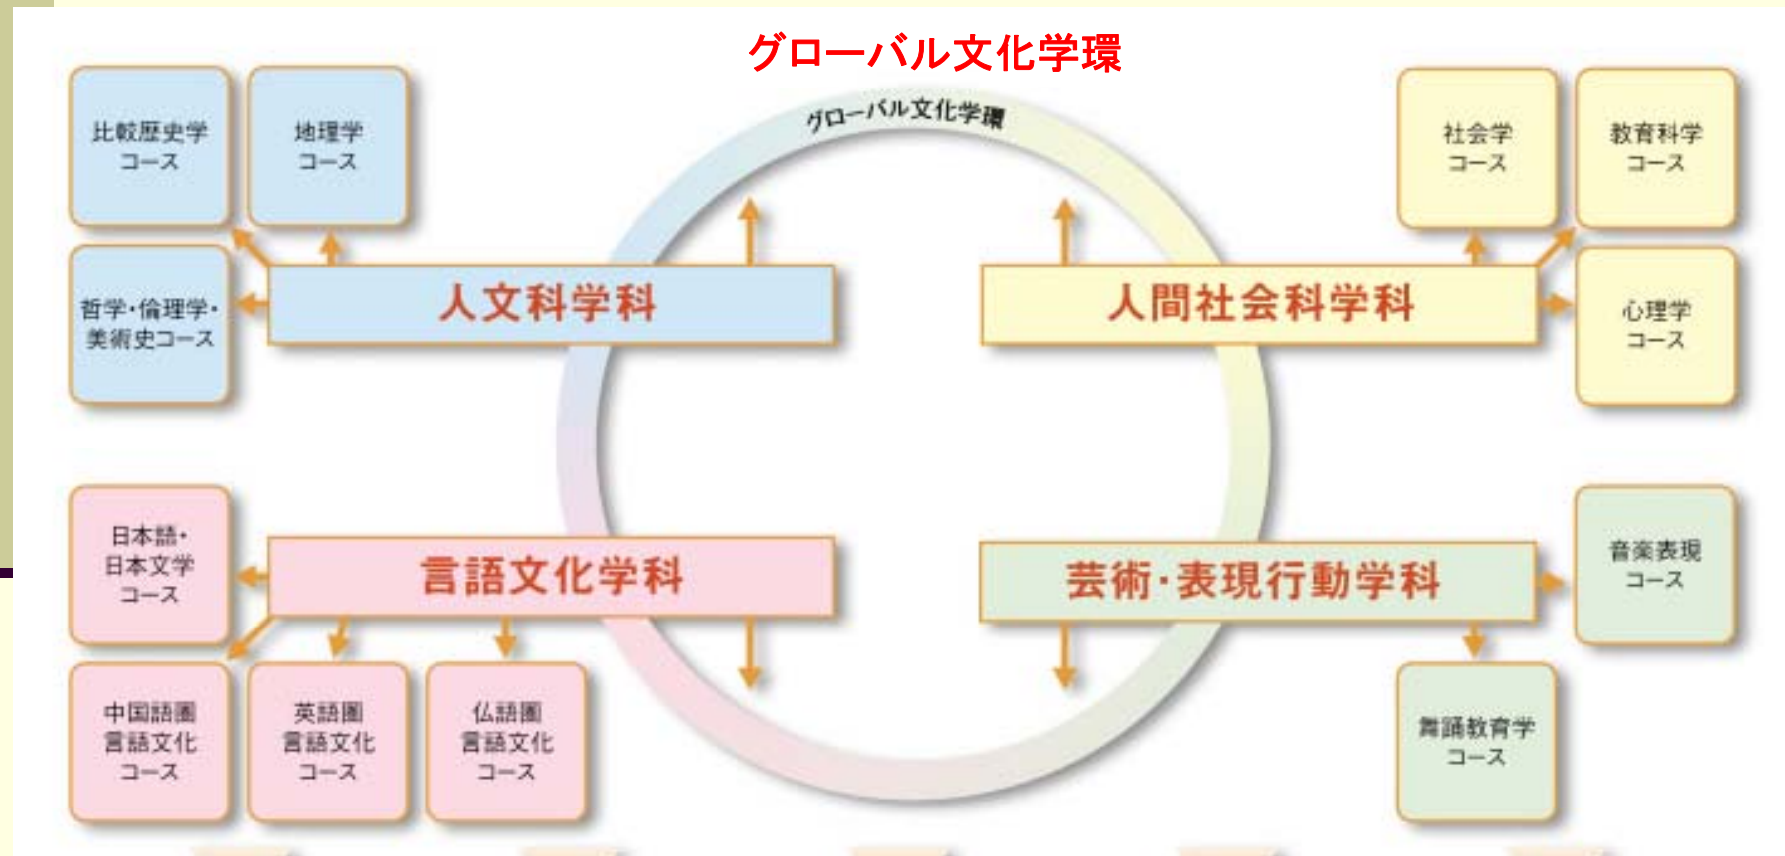 グローバル文化学環
グローバル文化学環
比較歴史学
コース
地理学
コース
社会学
コース
教育科学
コース
人文科学科
人間社会科学科
哲学・倫理学・
美術史コース
心理学
コース
日本語・
日本文学
コース
言語文化学科
芸術・表現行動学科
音楽表現
コース
中国語圏
言語文化
コース
英語圏
言語文化
コース
仏語圏
言語文化
コース
舞踊教育学
コース